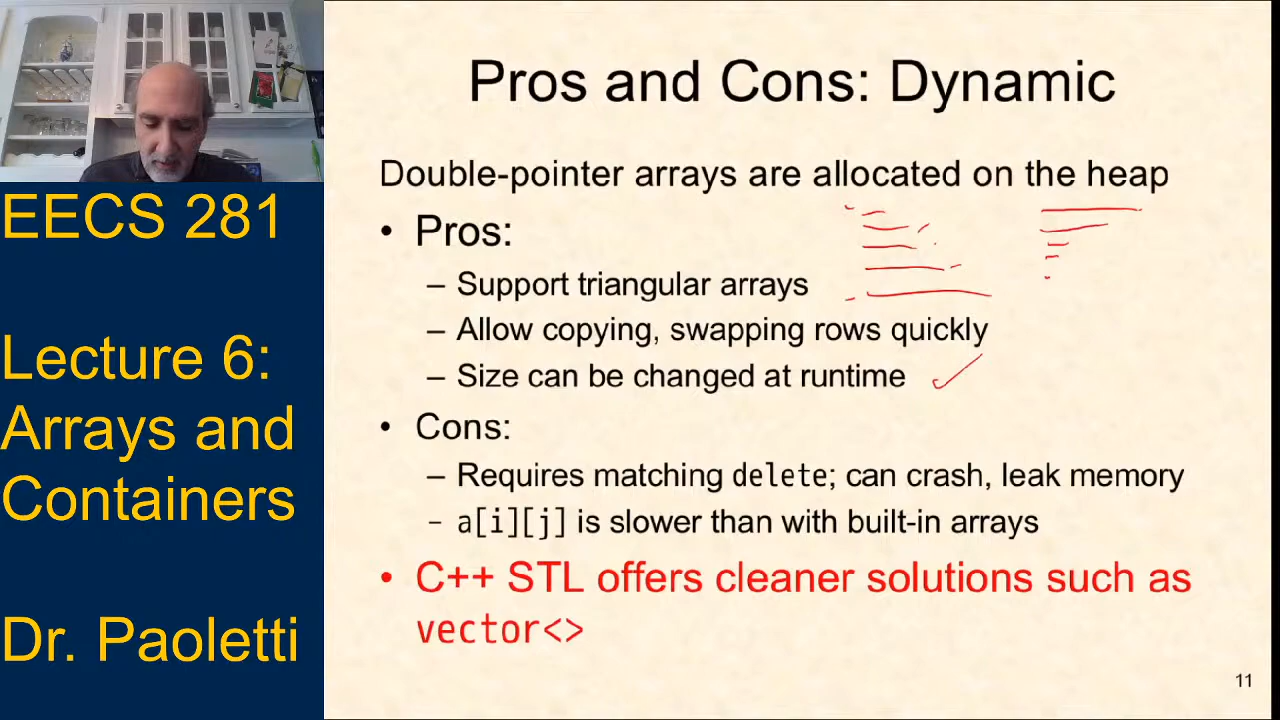 EECS 281
Lecture 6:
Arrays and
Containers
Dr. Paoletti
Pros and Cons: Dynamic
Double-pointer arrays are allocated on the heap
• Pros:
– Support triangular arrays
– Allow copying, swapping rows quickly
– Size can be changed at runtime
• Cons:
– Requires matching delete; can crash, leak memory
– a[i][j] is slower than with built-in arrays
• C++ STL offers cleaner solutions such as
vector<>
11